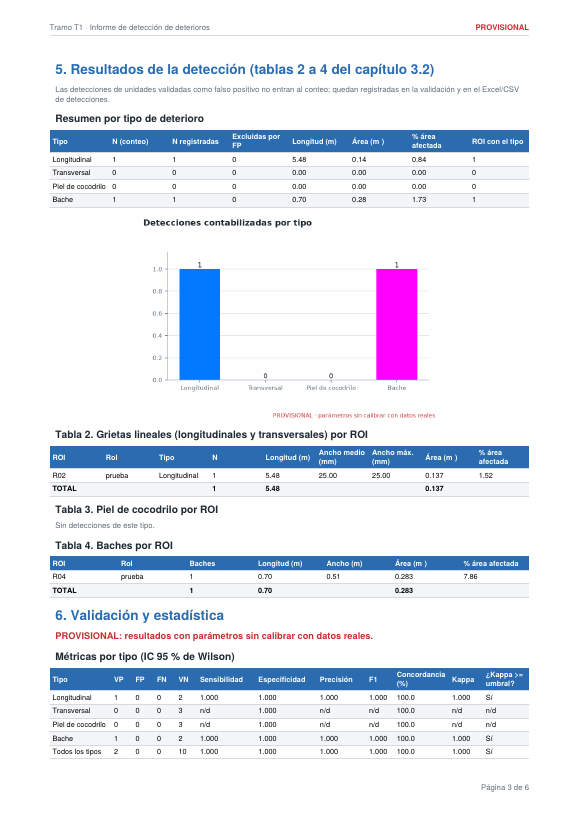 Tramo T1 · Informe de detección de deterioros
PROVISIONAL
5. Resultados de la detección (tablas 2 a 4 del capítulo 3.2)
Las detecciones de unidades validadas como falso positivo no entran al conteo; quedan registradas en la validación y en el Excel/CSV
de detecciones.
Resumen por tipo de deterioro
Tipo N (conteo) N registradas Excluidas por FP Longitud (m) Área (m ) % área afectada ROI con el tipo
Longitudinal 1 1 0 5.48 0.14 0.84 1
Transversal 0 0 0 0.00 0.00 0.00 0
Piel de cocodrilo 0 0 0 0.00 0.00 0.00 0
Bache 1 1 0 0.70 0.28 1.73 1
Detecciones contabilizadas por tipo
1.0
0.8
0.6
0.4
0.2
0.0
1 0 0 1
Longitudinal Transversal Piel de cocodrilo Bache
PROVISIONAL · parámetros sin calibrar con datos reales
Tabla 2. Grietas lineales (longitudinales y transversales) por ROI
ROI Rol Tipo N Longitud (m) Ancho medio (mm) Ancho máx. (mm) Área (m ) % área afectada
R02 prueba Longitudinal 1 5.48 25.00 25.00 0.137 1.52
TOTAL 1 5.48 0.137
Tabla 3. Piel de cocodrilo por ROI
Sin detecciones de este tipo.
Tabla 4. Baches por ROI
ROI Rol Baches Longitud (m) Ancho (m) Área (m ) % área afectada
R04 prueba 1 0.70 0.51 0.283 7.86
TOTAL 1 0.70 0.283
6. Validación y estadística
PROVISIONAL: resultados con parámetros sin calibrar con datos reales.
Métricas por tipo (IC 95 % de Wilson)
Tipo VP FP FN VN Sensibilidad Especificidad Precisión F1 Concordancia (%) Kappa ¿Kappa >= umbral?
Longitudinal 1 0 0 2 1.000 1.000 1.000 1.000 100.0 1.000 Sí
Transversal 0 0 0 3 n/d 1.000 n/d n/d 100.0 n/d n/d
Piel de cocodrilo 0 0 0 3 n/d 1.000 n/d n/d 100.0 n/d n/d
Bache 1 0 0 2 1.000 1.000 1.000 1.000 100.0 1.000 Sí
Todos los tipos 2 0 0 10 1.000 1.000 1.000 1.000 100.0 1.000 Sí
Página 3 de 6